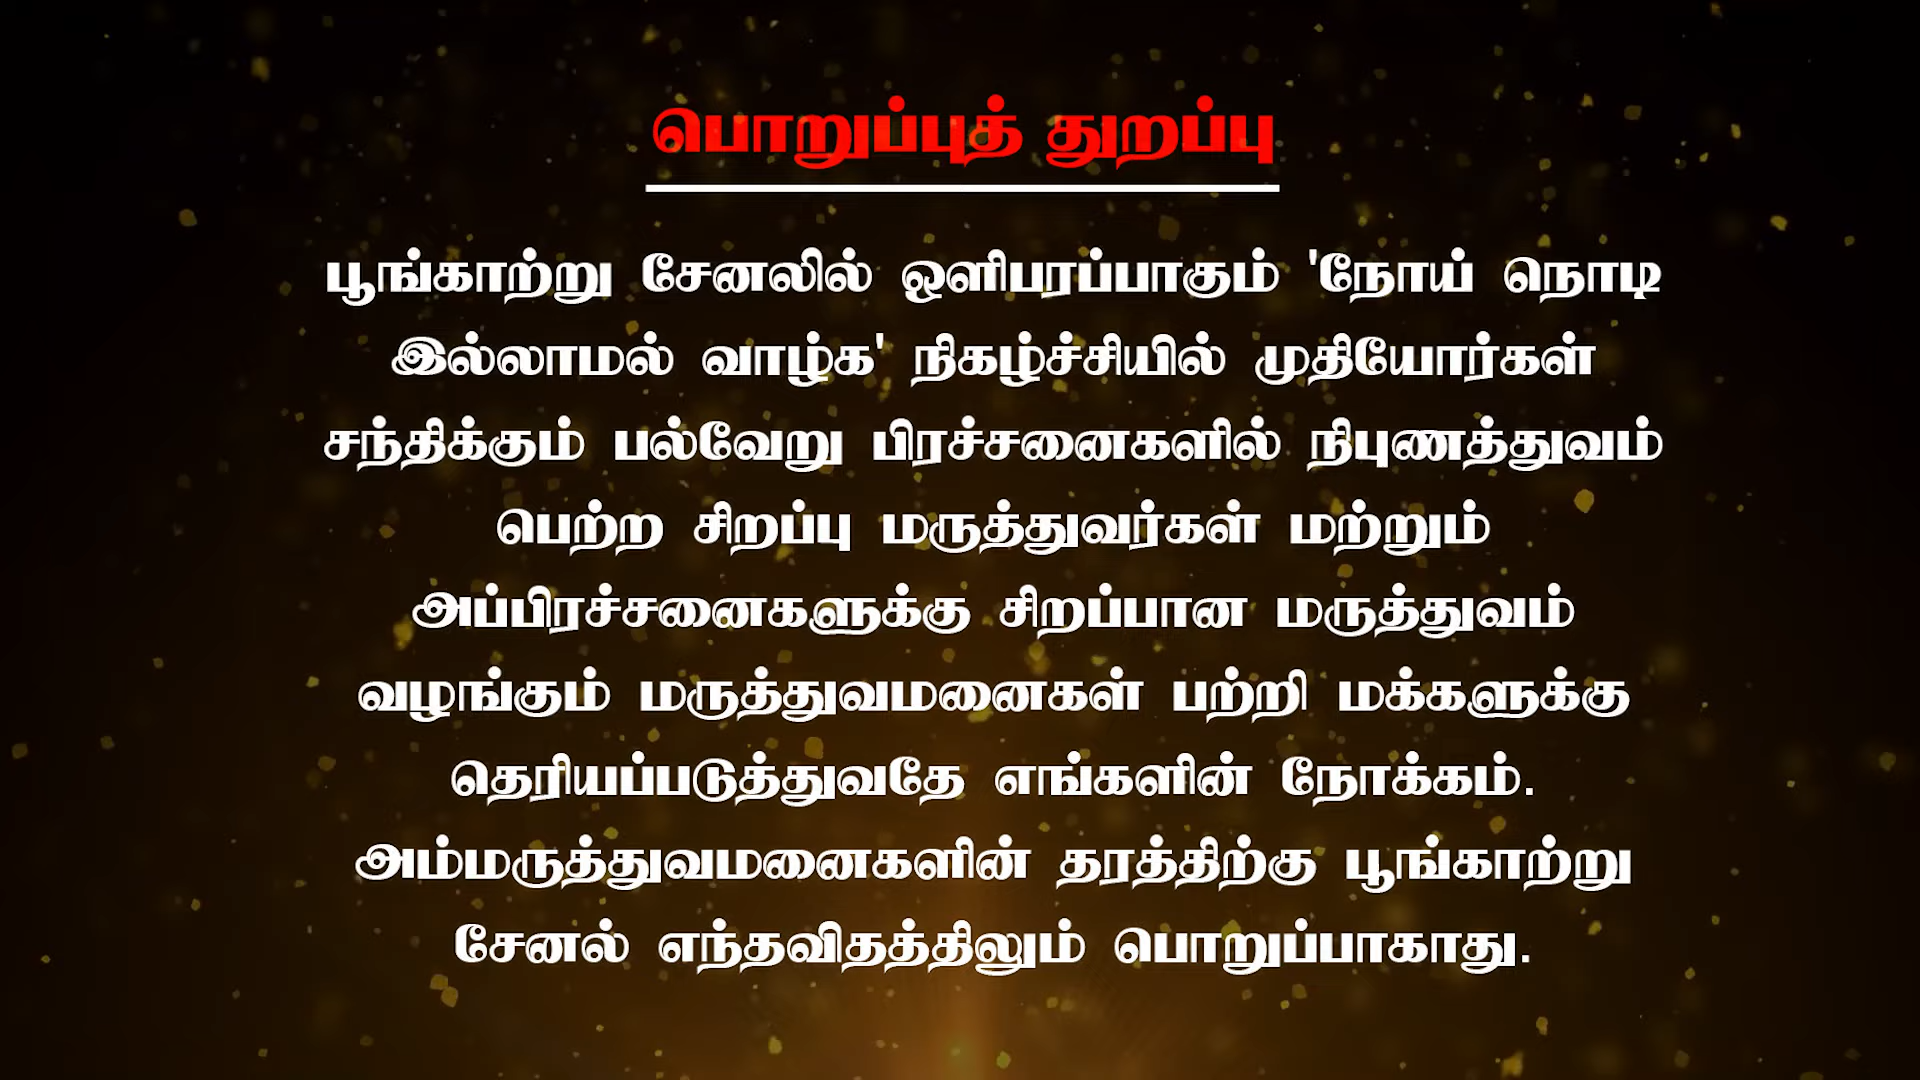 பொறுப்புத் துறப்பு
பூங்காற்று சேனலில் ஒளிபரப்பாகும் 'நோய் நொடி
இல்லாமல் வாழ்க' நிகழ்ச்சியில் முதியோர்கள்
சந்திக்கும் பல்வேறு பிரச்சனைகளில் நிபுணத்துவம்
பெற்ற சிறப்பு மருத்துவர்கள் மற்றும்
அப்பிரச்சனைகளுக்கு சிறப்பான மருத்துவம்
வழங்கும் மருத்துவமனைகள் பற்றி மக்களுக்கு
தெரியப்படுத்துவதே எங்களின் நோக்கம்.
அம்மருத்துவமனைகளின் தரத்திற்கு பூங்காற்று
சேனல் எந்தவிதத்திலும் பொறுப்பாகாது.